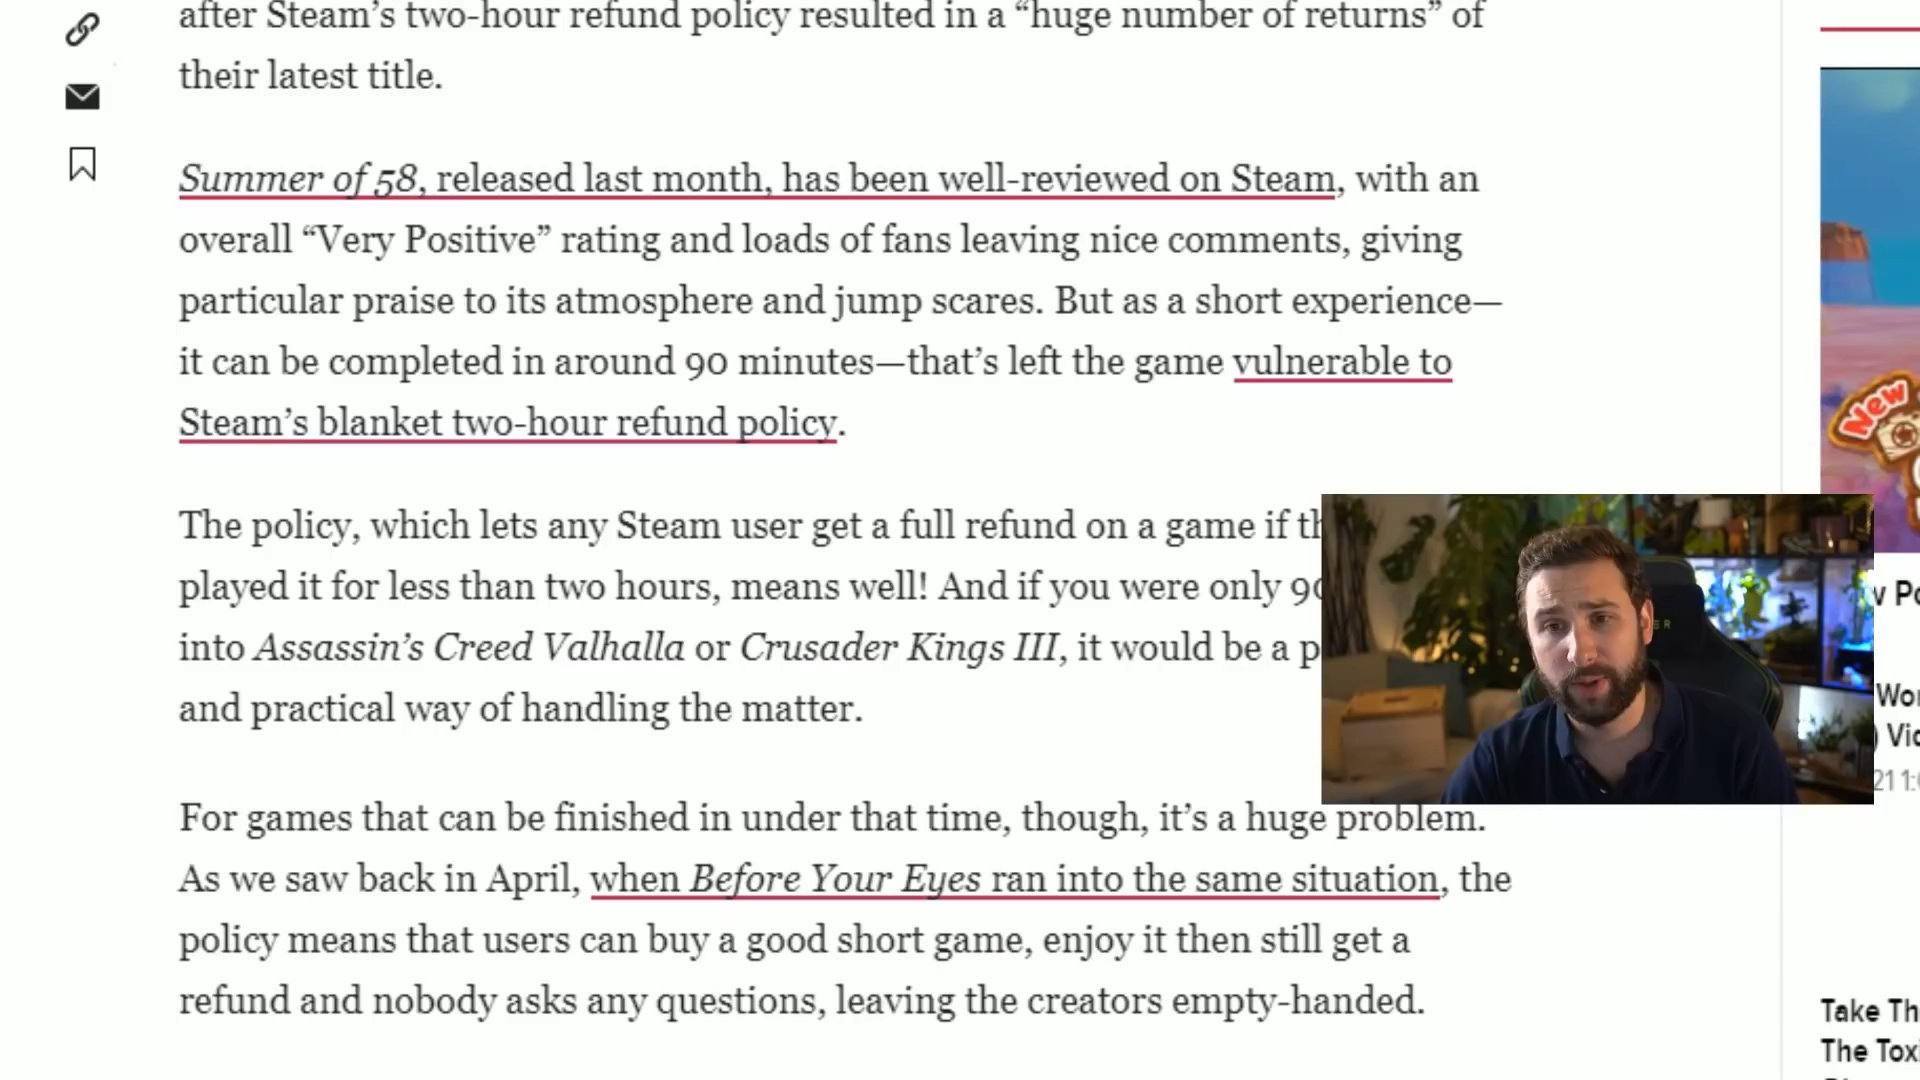 after Steam’s two-hour refund policy resulted in a “huge number of returns” of
their latest title.
Summer of 58, released last month, has been well-reviewed on Steam, with an
overall “Very Positive” rating and loads of fans leaving nice comments, giving
particular praise to its atmosphere and jump scares. But as a short experience—
it can be completed in around 90 minutes—that’s left the game vulnerable to
Steam’s blanket two-hour refund policy.
The policy, which lets any Steam user get a full refund on a game if
played it for less than two hours, means well! And if you were only
into Assassin’s Creed Valhalla or Crusader Kings III, it would be a
and practical way of handling the matter.
For games that can be finished in under that time, though, it’s a huge problem.
As we saw back in April, when Before Your Eyes ran into the same situation, the
policy means that users can buy a good short game, enjoy it then still get a
refund and nobody asks any questions, leaving the creators empty-handed.
New
Take
The